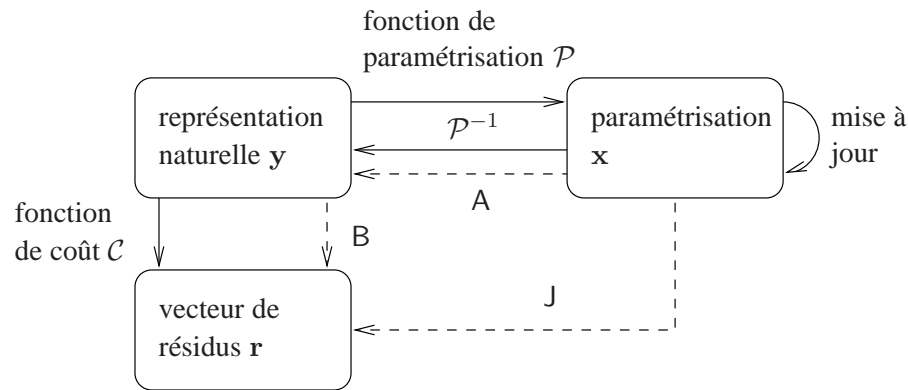 fonction de
paramétrisation 𝒫
représentation
naturelle y
𝒫⁻¹
paramétrisation
x
mise à
jour
A
fonction
de coût 𝒞
B
vecteur de
résidus r
J